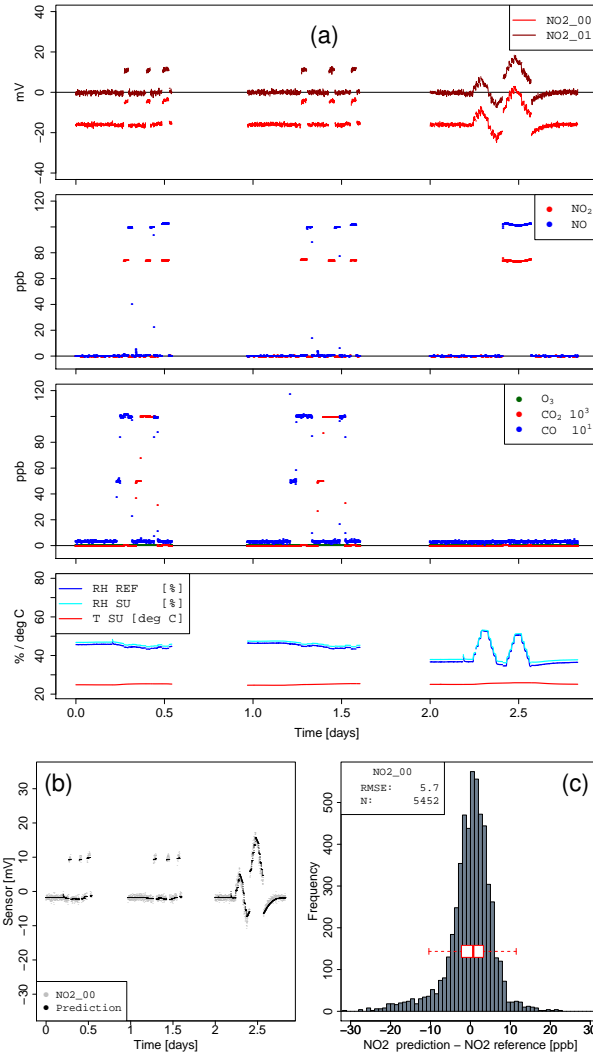 (a)
NO2_00
NO2_01
mV
40
20
0
−20
−40
NO₂
NO
ppb
120
80
60
40
20
0
O₃
CO₂ 10³
CO 10¹
ppb
120
80
60
40
20
0
RH REF [%]
RH SU [%]
T SU [deg C]
% / deg C
80
60
40
20
0.0 0.5 1.0 1.5 2.0 2.5
Time [days]
(b)
Sensor [mV]
30
20
10
0
−10
−30
NO2_00
Prediction
0 0.5 1.5 2.5
Time [days]
(c)
NO2_00
RMSE: 5.7
N: 5452
Frequency
500
400
300
200
100
0
−30 −20 −10 0 10 20 30
NO2 prediction − NO2 reference [ppb]